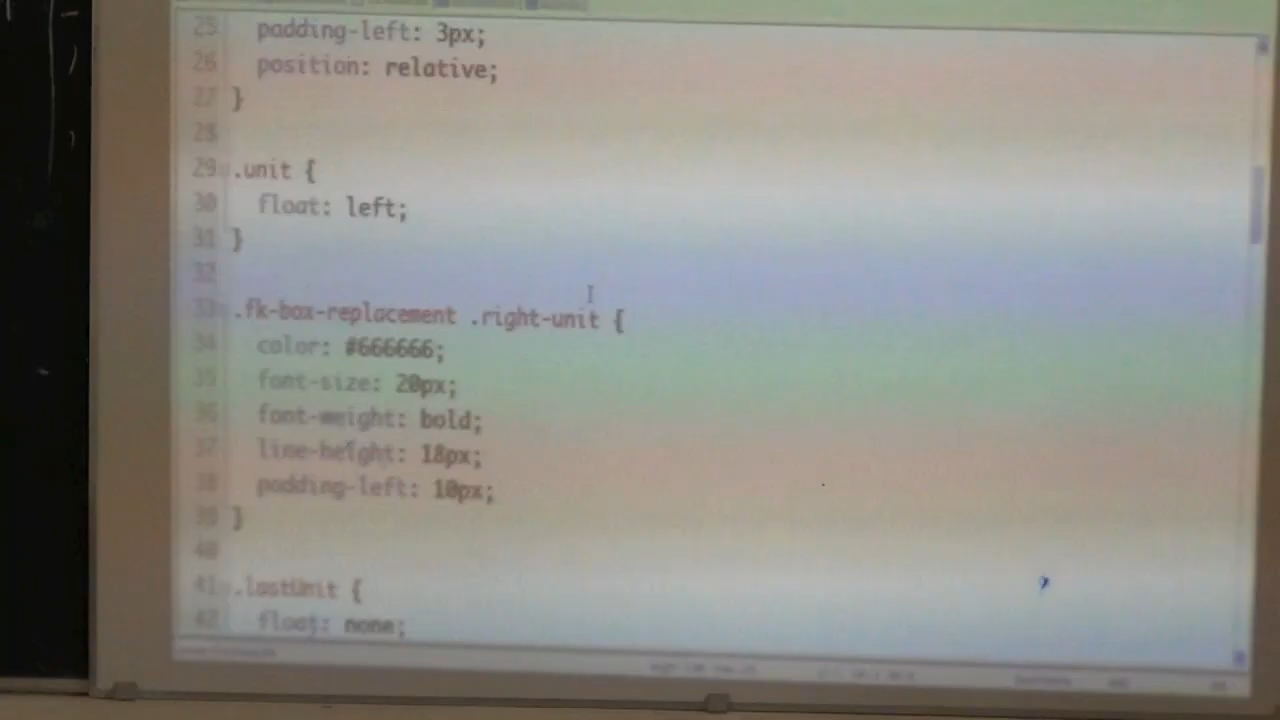 25 padding-left: 3px;
26 position: relative;
27 }
28
29 .unit {
30 float: left;
31 }
32
33 .fk-box-replacement .right-unit {
34 color: #666666;
35 font-size: 20px;
36 font-weight: bold;
37 line-height: 18px;
38 padding-left: 10px;
39 }
40
41 .lastUnit {
42 float: none;